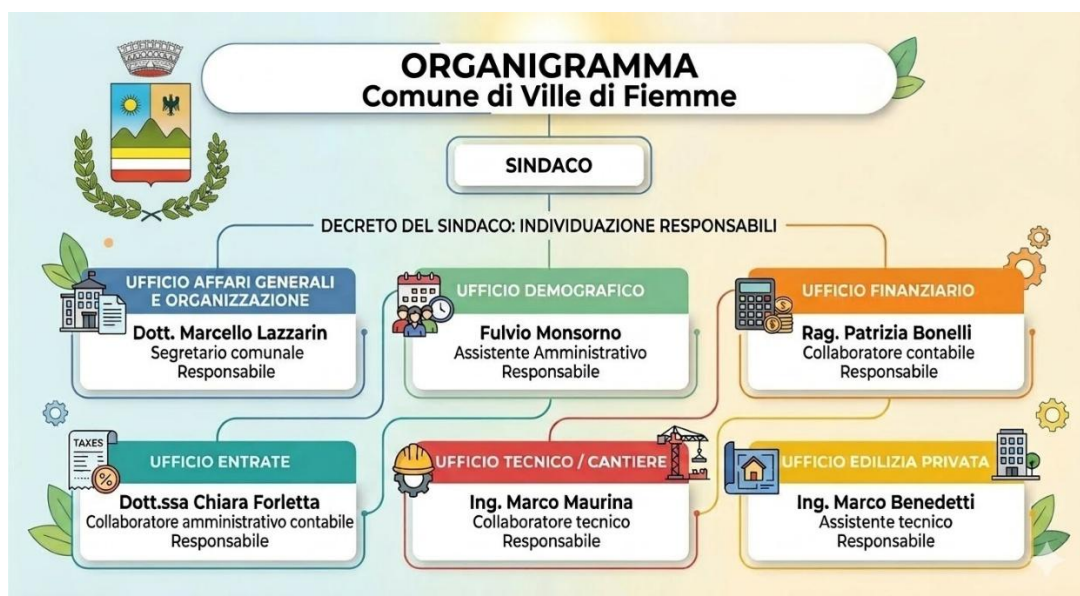 ORGANIGRAMMA
Comune di Ville di Fiemme
SINDACO
DECRETO DEL SINDACO: INDIVIDUAZIONE RESPONSABILI
UFFICIO AFFARI GENERALI
E ORGANIZZAZIONE
Dott. Marcello Lazzarin
Segretario comunale
Responsabile
UFFICIO DEMOGRAFICO
Fulvio Monsorno
Assistente Amministrativo
Responsabile
UFFICIO FINANZIARIO
Rag. Patrizia Bonelli
Collaboratore contabile
Responsabile
TAXES
UFFICIO ENTRATE
Dott.ssa Chiara Forletta
Collaboratore amministrativo contabile
Responsabile
UFFICIO TECNICO / CANTIERE
Ing. Marco Maurina
Collaboratore tecnico
Responsabile
UFFICIO EDILIZIA PRIVATA
Ing. Marco Benedetti
Assistente tecnico
Responsabile